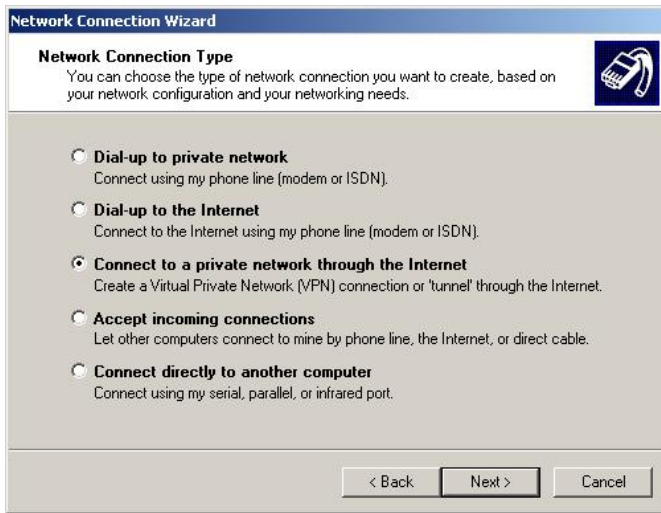 Network Connection Wizard
Network Connection Type
You can choose the type of network connection you want to create, based on
your network configuration and your networking needs.
Dial-up to private network
Connect using my phone line (modem or ISDN).
Dial-up to the Internet
Connect to the Internet using my phone line (modem or ISDN).
Connect to a private network through the Internet
Create a Virtual Private Network (VPN) connection or 'tunnel' through the Internet.
Accept incoming connections
Let other computers connect to mine by phone line, the Internet, or direct cable.
Connect directly to another computer
Connect using my serial, parallel, or infrared port.
< Back Next > Cancel